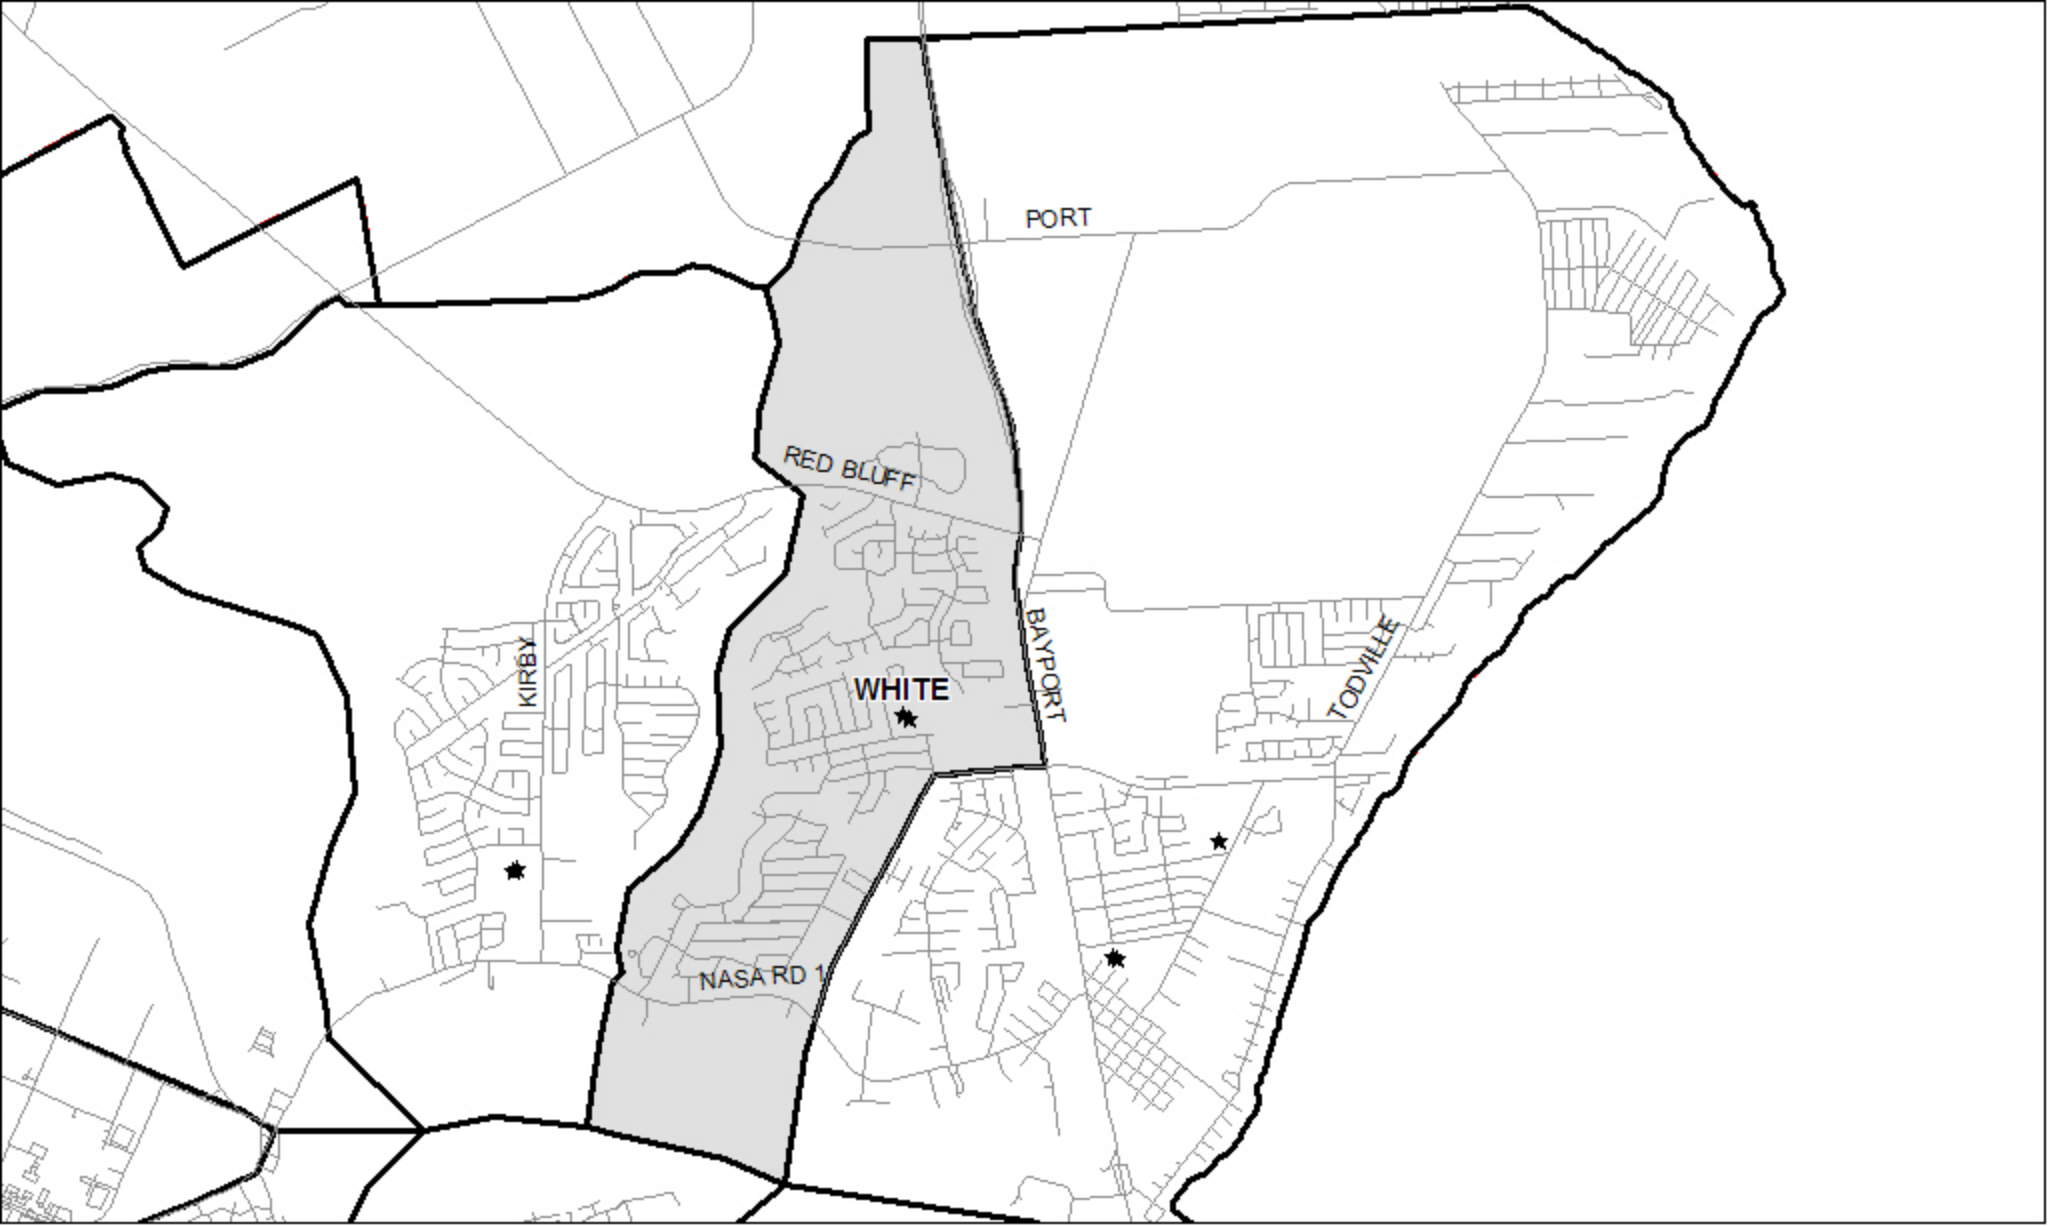 PORT
RED BLUFF
BAYPORT
KIRBY
TODVILLE
WHITE
NASA RD 1